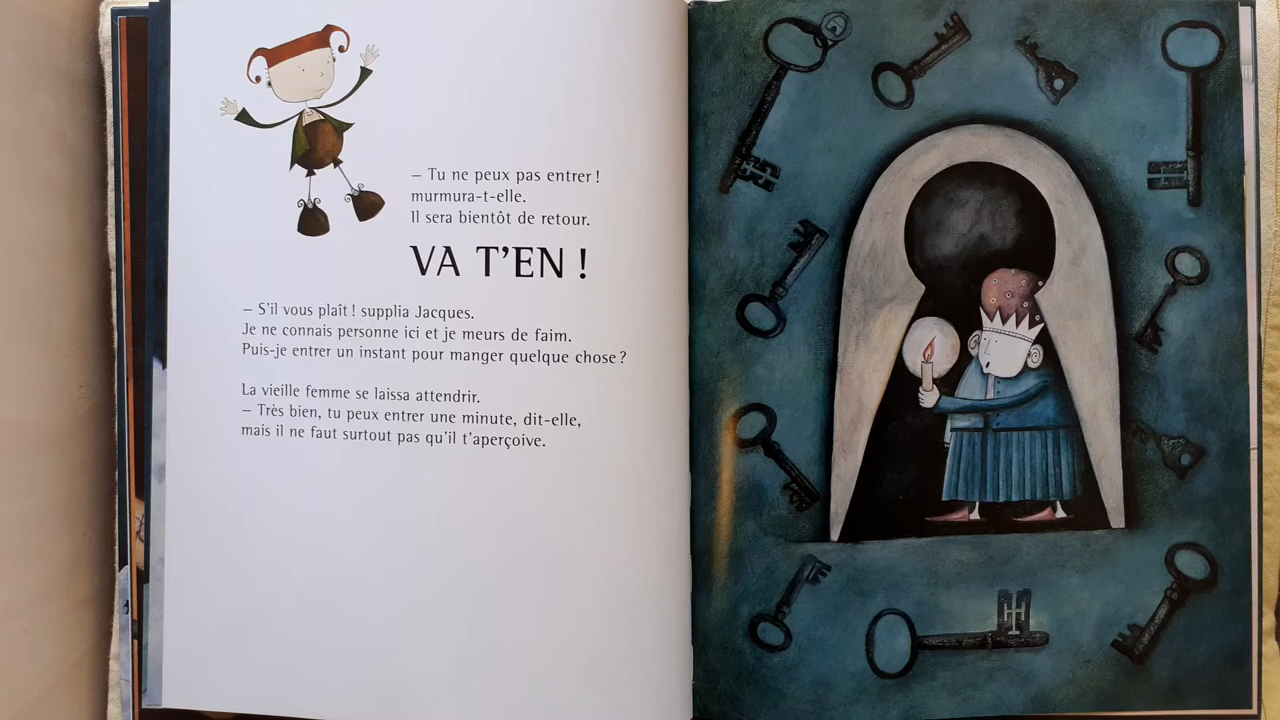 – Tu ne peux pas entrer !
murmura-t-elle.
Il sera bientôt de retour.
VA T'EN !
– S'il vous plaît ! supplia Jacques.
Je ne connais personne ici et je meurs de faim.
Puis-je entrer un instant pour manger quelque chose ?
La vieille femme se laissa attendrir.
– Très bien, tu peux entrer une minute, dit-elle,
mais il ne faut surtout pas qu'il t'aperçoive.